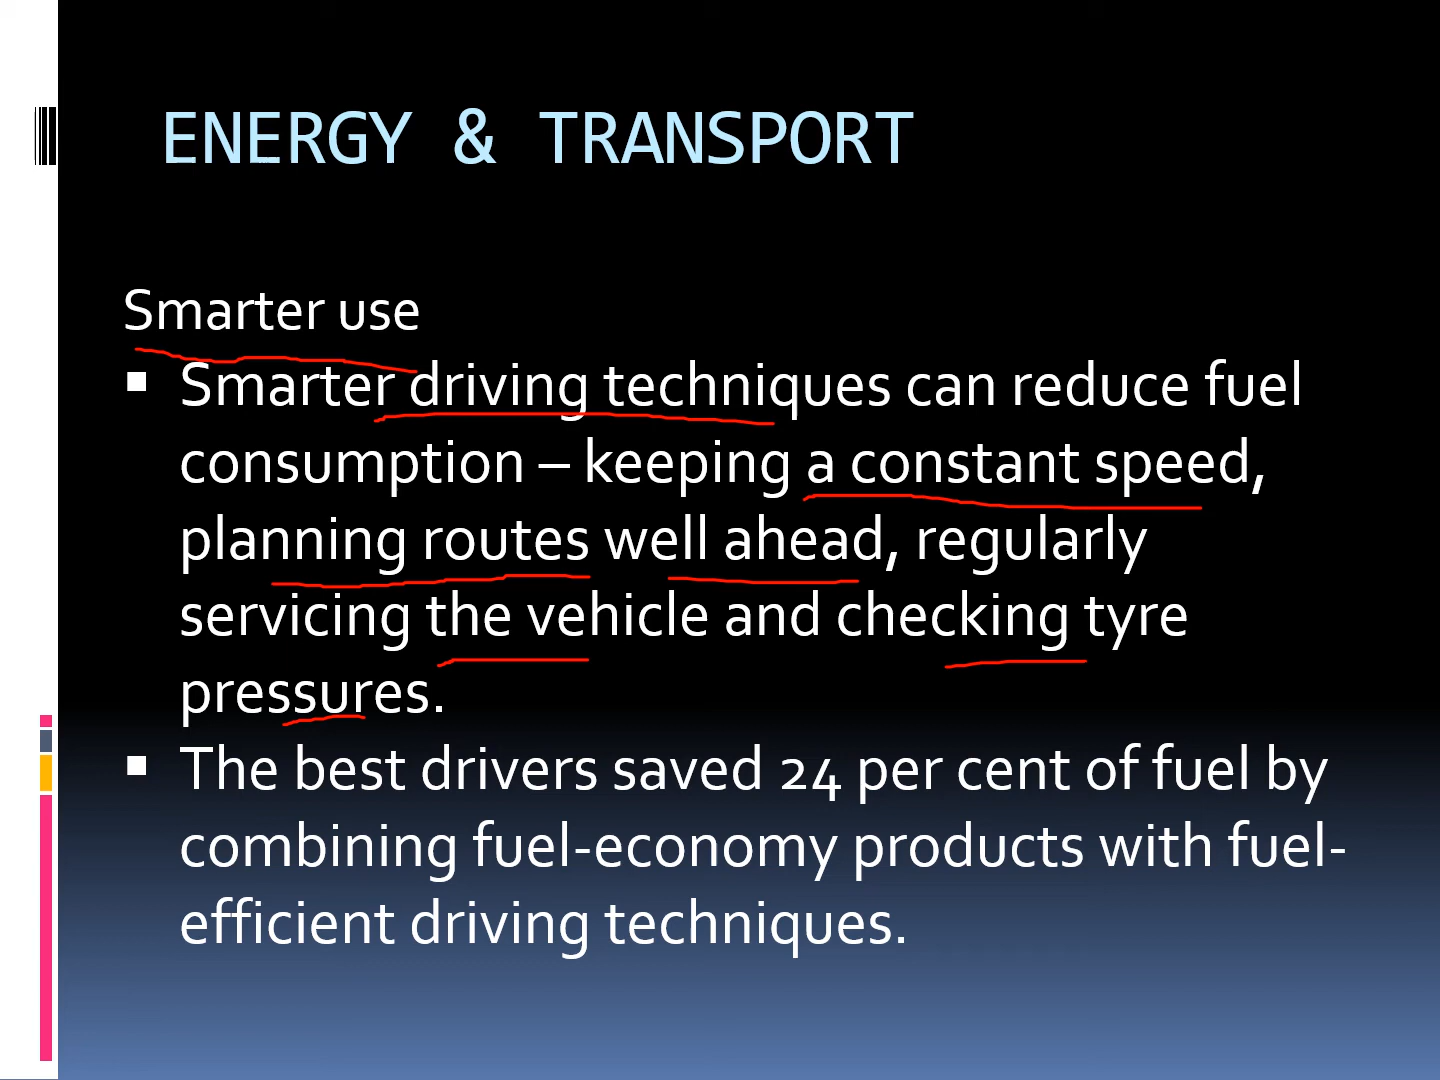 ENERGY & TRANSPORT
Smarter use
▪ Smarter driving techniques can reduce fuel
consumption – keeping a constant speed,
planning routes well ahead, regularly
servicing the vehicle and checking tyre
pressures.
▪ The best drivers saved 24 per cent of fuel by
combining fuel-economy products with fuel-
efficient driving techniques.